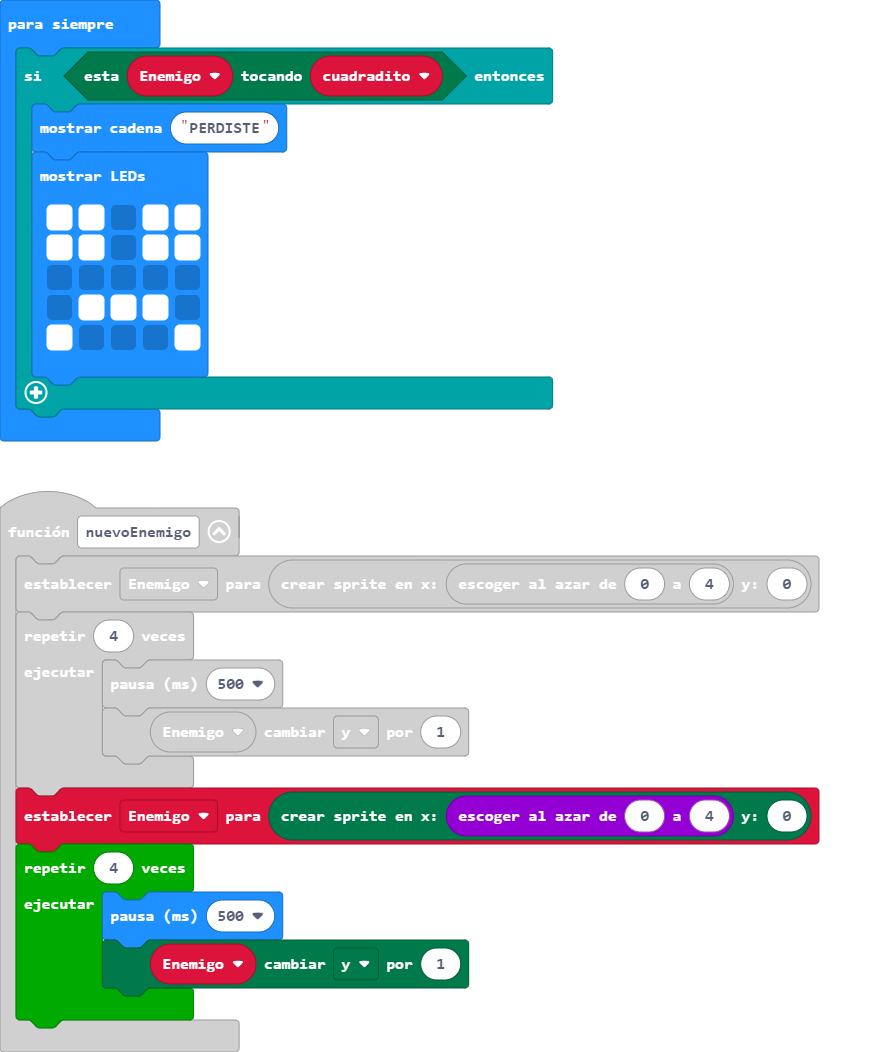 para siempre
si esta Enemigo tocando cuadradito entonces
mostrar cadena "PERDISTE"
mostrar LEDs
función nuevoEnemigo
establecer Enemigo para crear sprite en x: escoger al azar de 0 a 4 y: 0
repetir 4 veces
ejecutar
pausa (ms) 500
Enemigo cambiar y por 1
establecer Enemigo para crear sprite en x: escoger al azar de 0 a 4 y: 0
repetir 4 veces
ejecutar
pausa (ms) 500
Enemigo cambiar y por 1